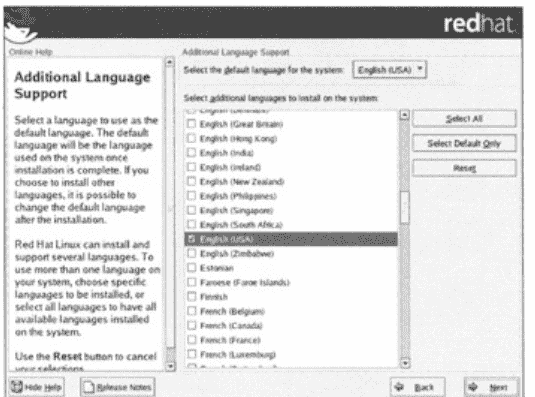 redhat
Online Help
Additional Language Support
Additional Language
Support
Select a language to use as the
default language. The default
language will be the language
used on the system once
installation is complete. If you
choose to install other
languages, it is possible to
change the default language
after the installation.
Red Hat Linux can install and
support several languages. To
use more than one language on
your system, choose specific
languages to be installed, or
select all languages to have all
available languages installed
on the system.
Use the Reset button to cancel
your selections.
Select the default language for the system:
English (USA)
Select additional languages to install on the system:
English (Denmark)
English (Great Britain)
English (Hong Kong)
English (India)
English (Ireland)
English (New Zealand)
English (Philippines)
English (Singapore)
English (South Africa)
English (USA)
English (Zimbabwe)
Estonian
Faroese (Faroe Islands)
Finnish
French (Belgium)
French (Canada)
French (France)
French (Luxemburg)
Select All
Select Default Only
Reset
Hide Help
Release Notes
Back
Next